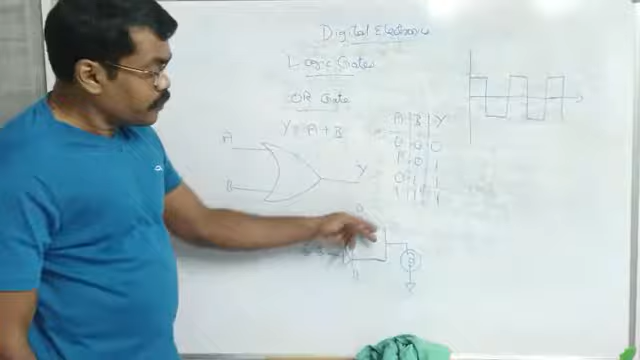 Digital Electronics
Logic Gates
OR Gate
Y = A + B
A B Y
0 0 0
1 0 1
0 1 1
1 1 1
A
B
Y